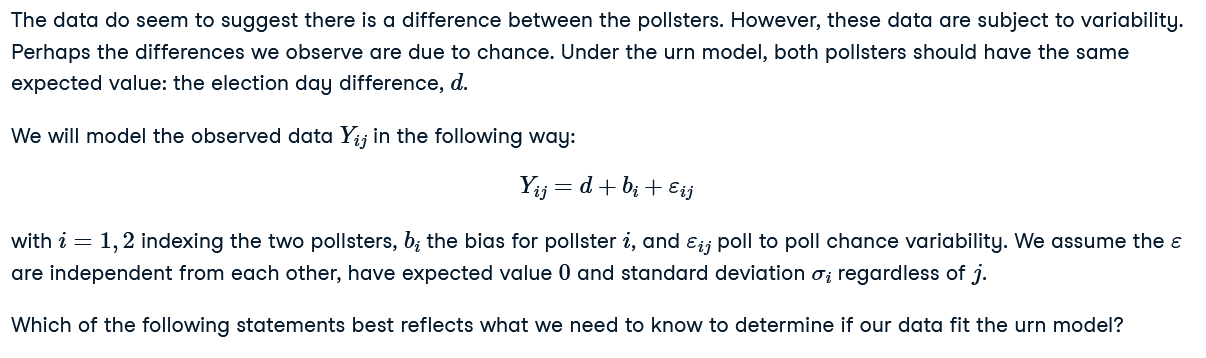 The data do seem to suggest there is a difference between the pollsters. However, these data are subject to variability.
Perhaps the differences we observe are due to chance. Under the urn model, both pollsters should have the same
expected value: the election day difference, d.
We will model the observed data Y_{ij} in the following way:
Y_{ij} = d + b_i + ε_{ij}
with i = 1, 2 indexing the two pollsters, b_i the bias for pollster i, and ε_{ij} poll to poll chance variability. We assume the ε
are independent from each other, have expected value 0 and standard deviation σ_i regardless of j.
Which of the following statements best reflects what we need to know to determine if our data fit the urn model?